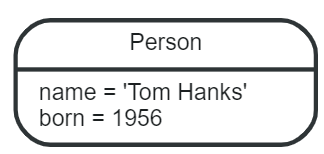 Person
name = 'Tom Hanks'
born = 1956